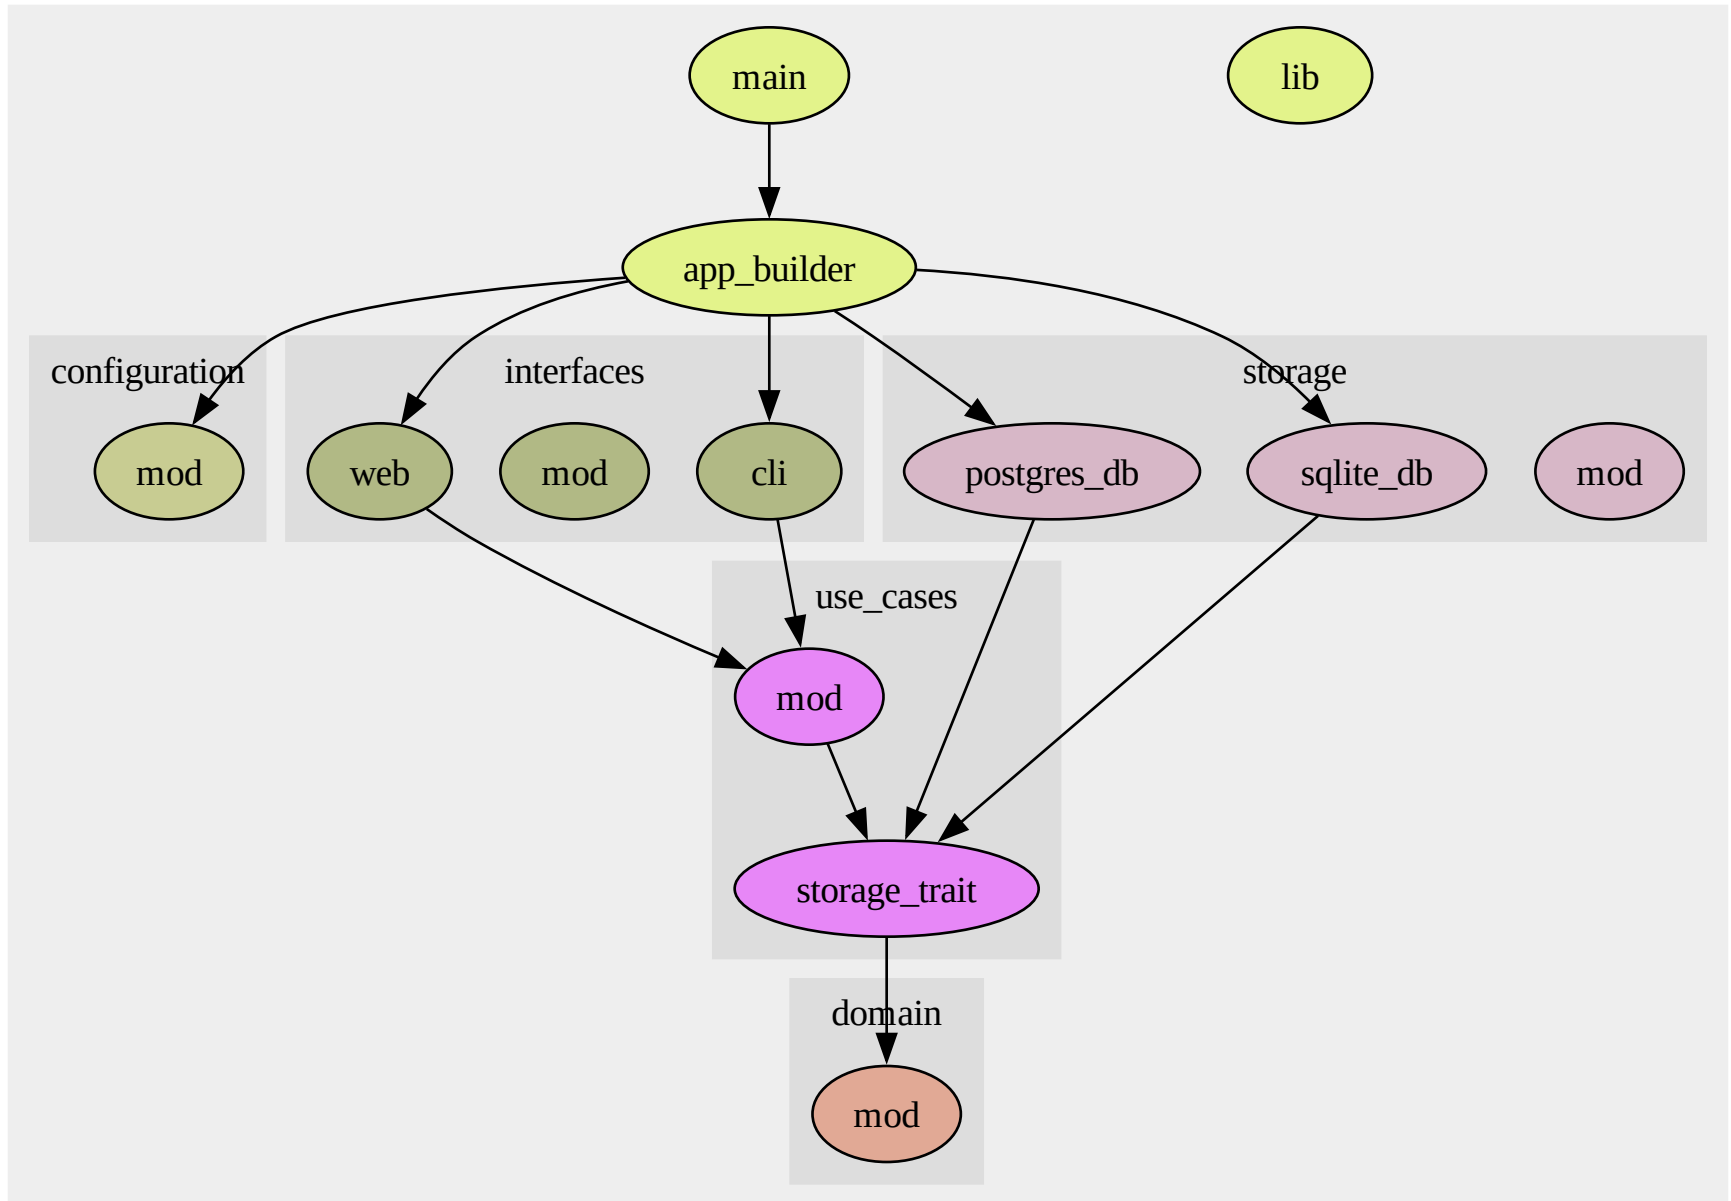 main
lib
app_builder
configuration
interfaces
storage
mod
web
mod
cli
postgres_db
sqlite_db
mod
use_cases
mod
storage_trait
domain
mod